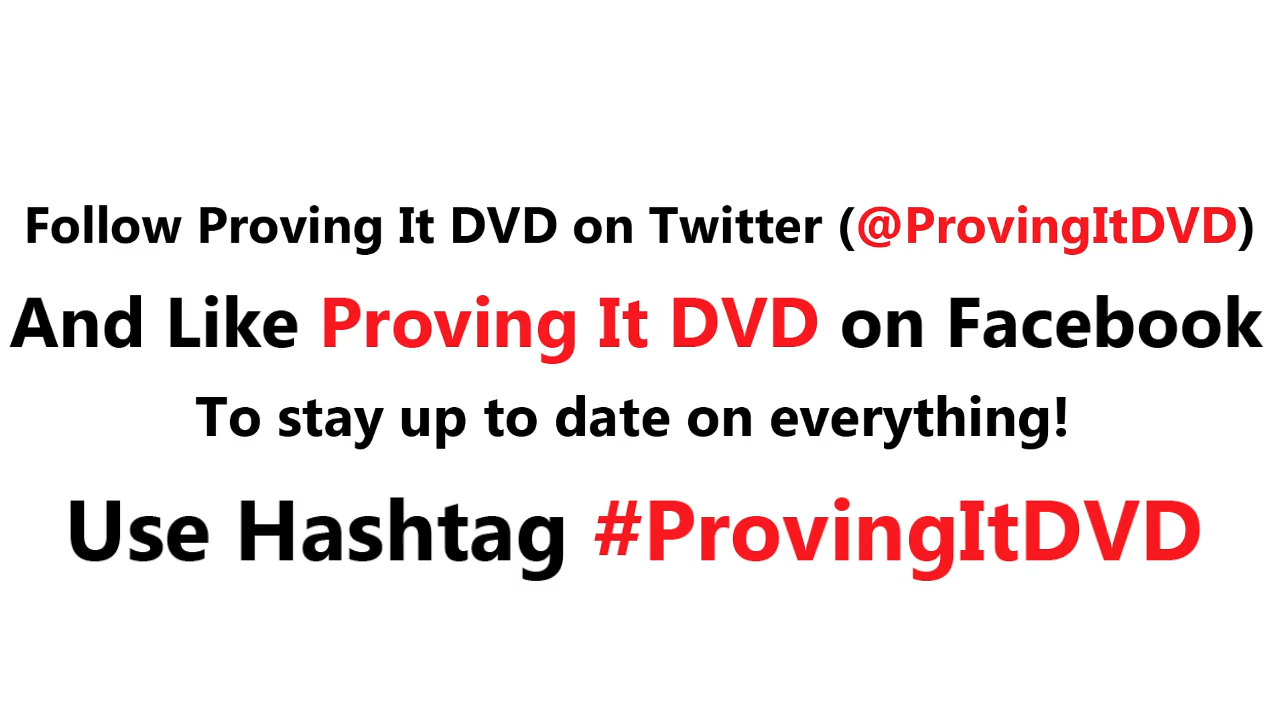 Follow Proving It DVD on Twitter (@ProvingItDVD)
And Like Proving It DVD on Facebook
To stay up to date on everything!
Use Hashtag #ProvingItDVD